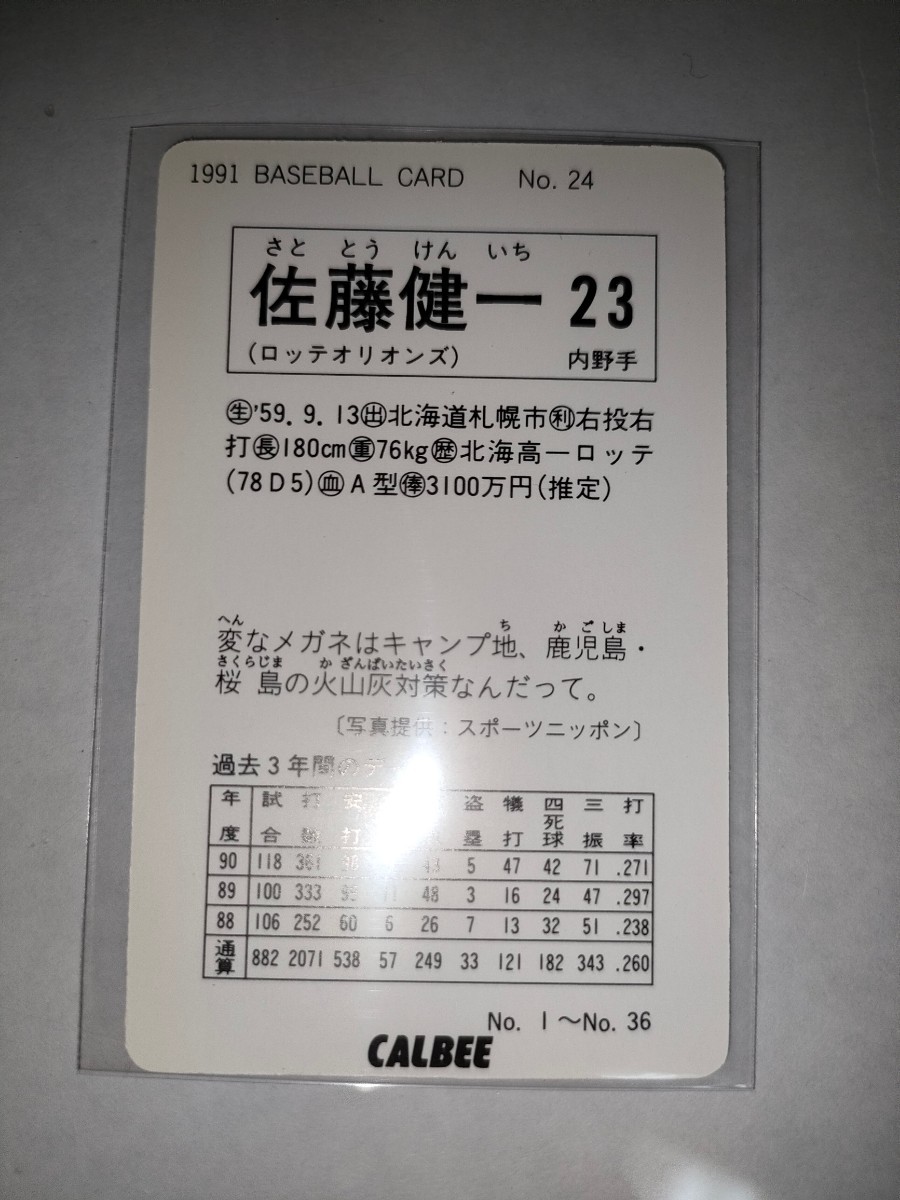 1991 BASEBALL CARD No. 24
さと とう けん いち
佐藤健一 23
(ロッテオリオンズ) 内野手
㊓'59. 9. 13㊓北海道札幌市㊒右投右
打㊐180cm㊑76kg㊔北海高ーロッテ
(78D5)㊏A型㊎3100万円(推定)
へん ち か ご しま
変なメガネはキャンプ地、鹿児島・
さくらじま か ざんばいたいさく
桜島の火山灰対策なんだって。
〔写真提供:スポーツニッポン〕
過去3年間の
年度 試合 打 安打 盗塁 犠打 四死球 三振 打率
90 118 5 47 42 71 .271
89 100 333 48 3 16 24 47 .297
88 106 252 60 6 26 7 13 32 51 .238
通算 882 2071 538 57 249 33 121 182 343 .260
No. 1〜No. 36
CALBEE